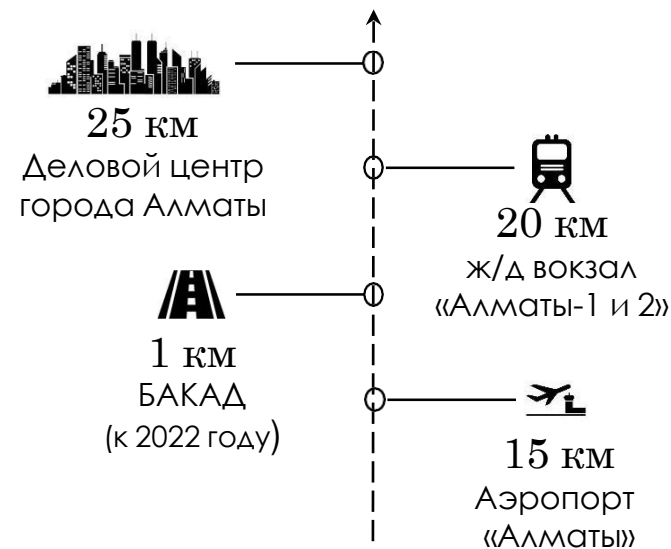 25 км
Деловой центр
города Алматы
20 км
ж/д вокзал
«Алматы-1 и 2»
1 км
БАКАД
(к 2022 году)
15 км
Аэропорт
«Алматы»